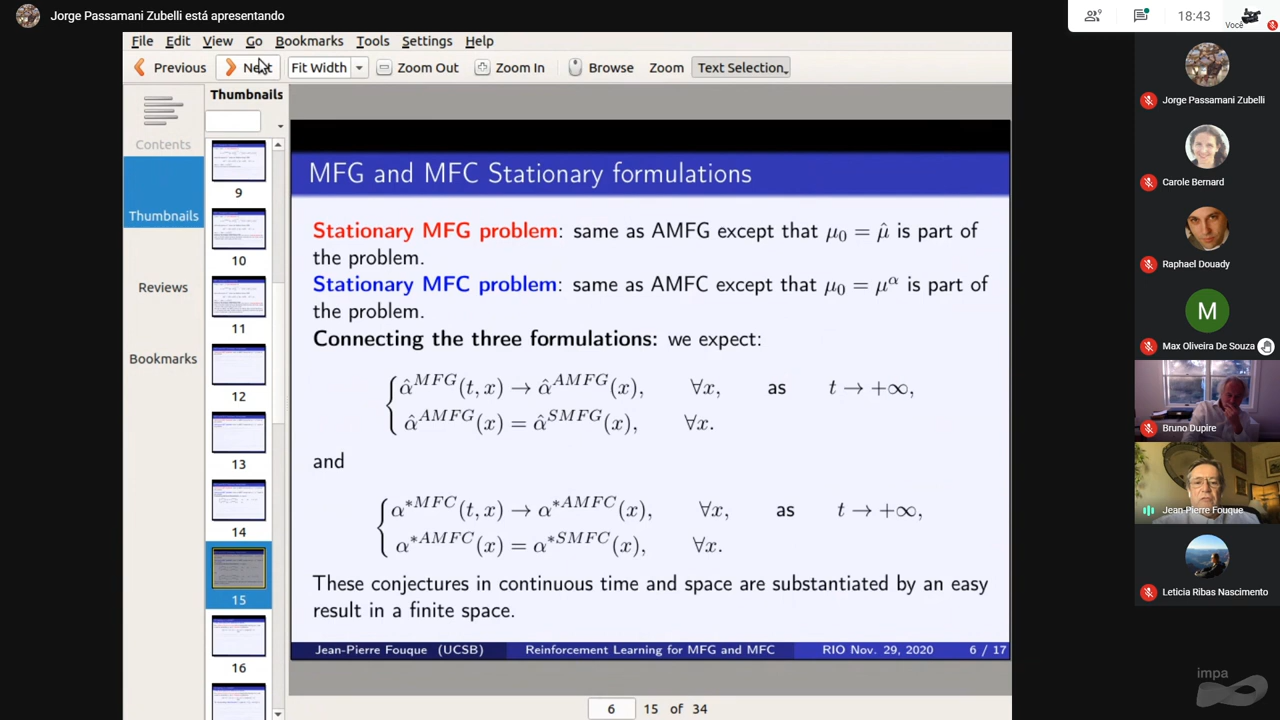 Jorge Passamani Zubelli está apresentando
9
18:43
Você
File Edit View Go Bookmarks Tools Settings Help
Previous Next Fit Width Zoom Out Zoom In Browse Zoom Text Selection
Contents
Thumbnails
Reviews
Bookmarks
Thumbnails
9
10
11
12
13
14
15
16
MFG and MFC Stationary formulations
Stationary MFG problem: same as AMFG except that μ₀ = μ̂ is part of
the problem.
Stationary MFC problem: same as AMFC except that μ₀ = μ^α is part of
the problem.
Connecting the three formulations: we expect:
α̂^{MFG}(t, x) → α̂^{AMFG}(x), ∀x, as t → +∞,
α̂^{AMFG}(x) = α̂^{SMFG}(x), ∀x.
and
α^{*MFC}(t, x) → α^{*AMFC}(x), ∀x, as t → +∞,
α^{*AMFC}(x) = α^{*SMFC}(x), ∀x.
These conjectures in continuous time and space are substantiated by an easy
result in a finite space.
Jean-Pierre Fouque (UCSB) Reinforcement Learning for MFG and MFC RIO Nov. 29, 2020 6 / 17
6 15 of 34
Jorge Passamani Zubelli
Carole Bernard
Raphael Douady
M
Max Oliveira De Souza
Bruno Dupire
Jean-Pierre Fouque
Leticia Ribas Nascimento
impa